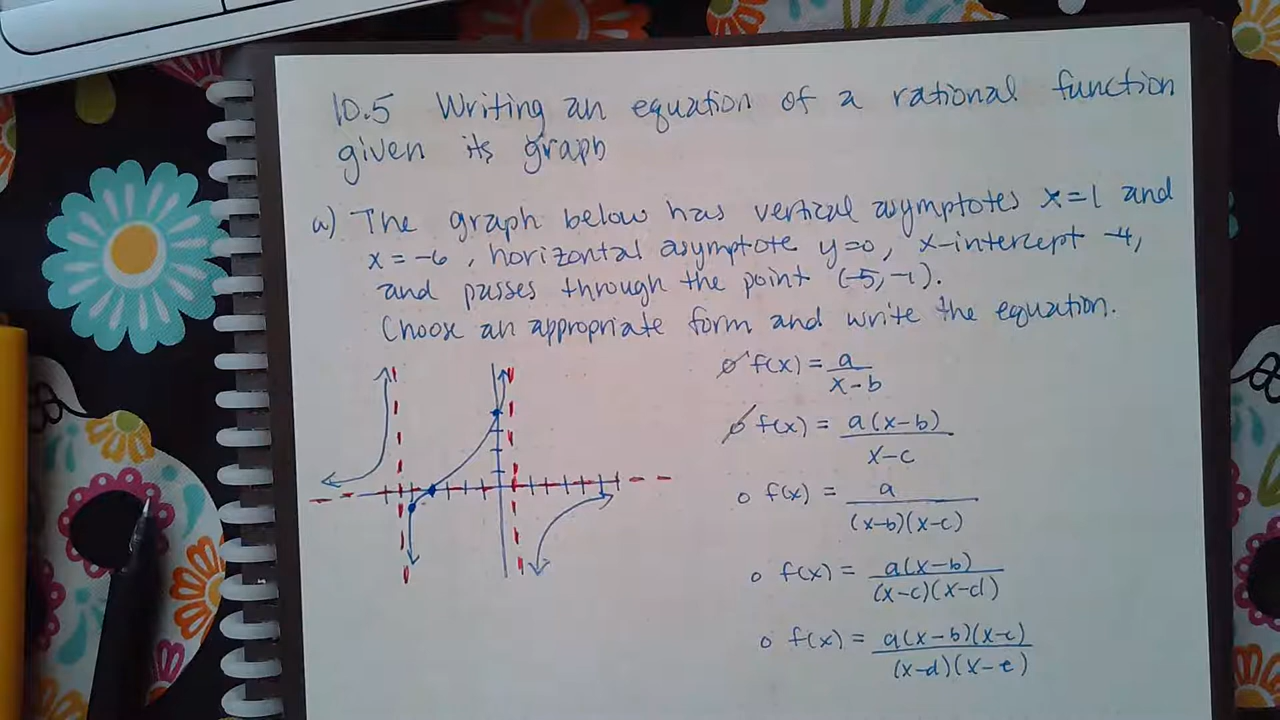 10.5 Writing an equation of a rational function
given its graph
a) The graph below has vertical asymptotes x=1 and
x=-6, horizontal asymptote y=0, x-intercept -4,
and passes through the point (-5,-1).
Choose an appropriate form and write the equation.
f(x) = a
x-b
f(x) = a(x-b)
x-c
f(x) = a
(x-b)(x-c)
f(x) = a(x-b)
(x-c)(x-d)
f(x) = a(x-b)(x-c)
(x-d)(x-e)